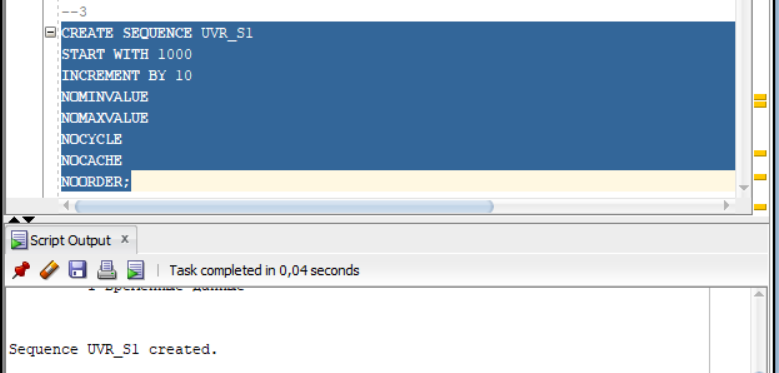 --3
CREATE SEQUENCE UVR_S1
START WITH 1000
INCREMENT BY 10
NOMINVALUE
NOMAXVALUE
NOCYCLE
NOCACHE
NOORDER;
Script Output x
Task completed in 0,04 seconds
Sequence UVR_S1 created.